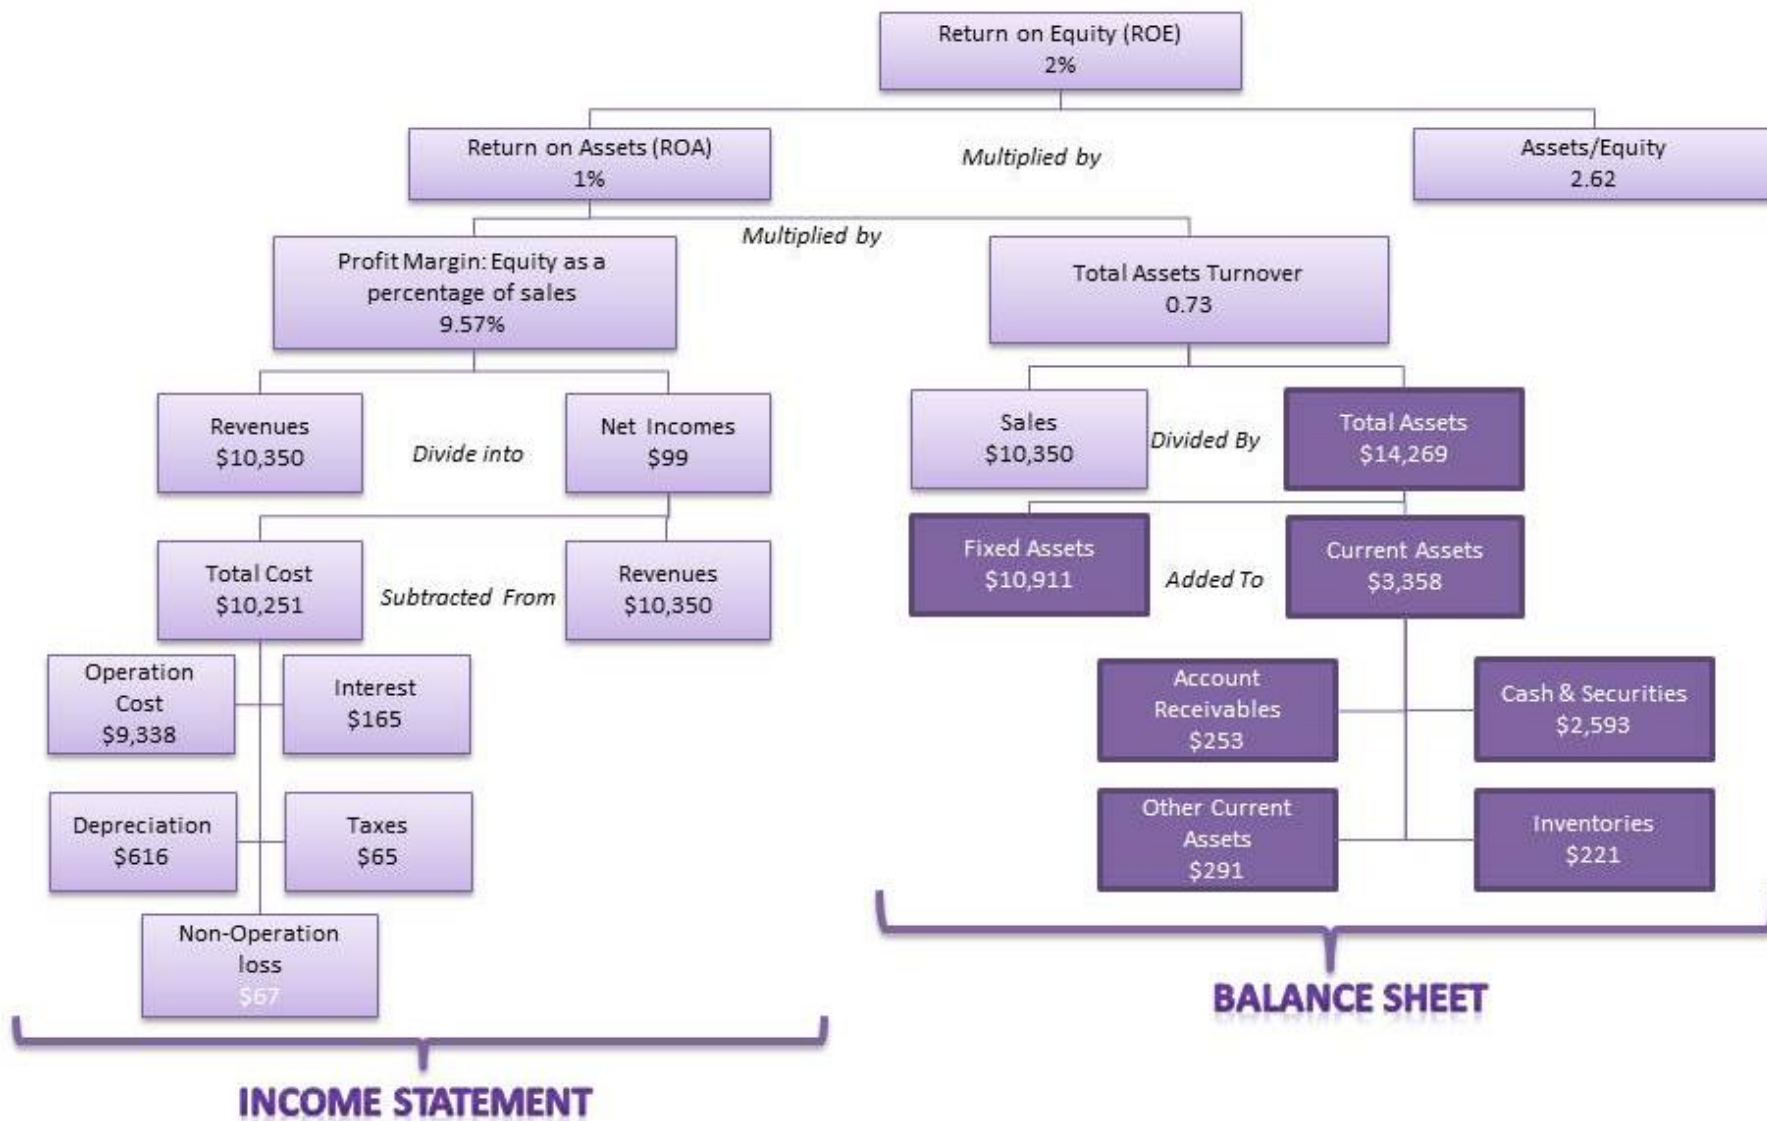 Return on Equity (ROE)
2%
Return on Assets (ROA)
1%
Multiplied by
Assets/Equity
2.62
Multiplied by
Profit Margin: Equity as a
percentage of sales
9.57%
Total Assets Turnover
0.73
Revenues
$10,350
Divide into
Net Incomes
$99
Sales
$10,350
Divided By
Total Assets
$14,269
Total Cost
$10,251
Subtracted From
Revenues
$10,350
Fixed Assets
$10,911
Added To
Current Assets
$3,358
Operation
Cost
$9,338
Interest
$165
Account
Receivables
$253
Cash & Securities
$2,593
Depreciation
$616
Taxes
$65
Other Current
Assets
$291
Inventories
$221
Non-Operation
loss
$67
BALANCE SHEET
INCOME STATEMENT